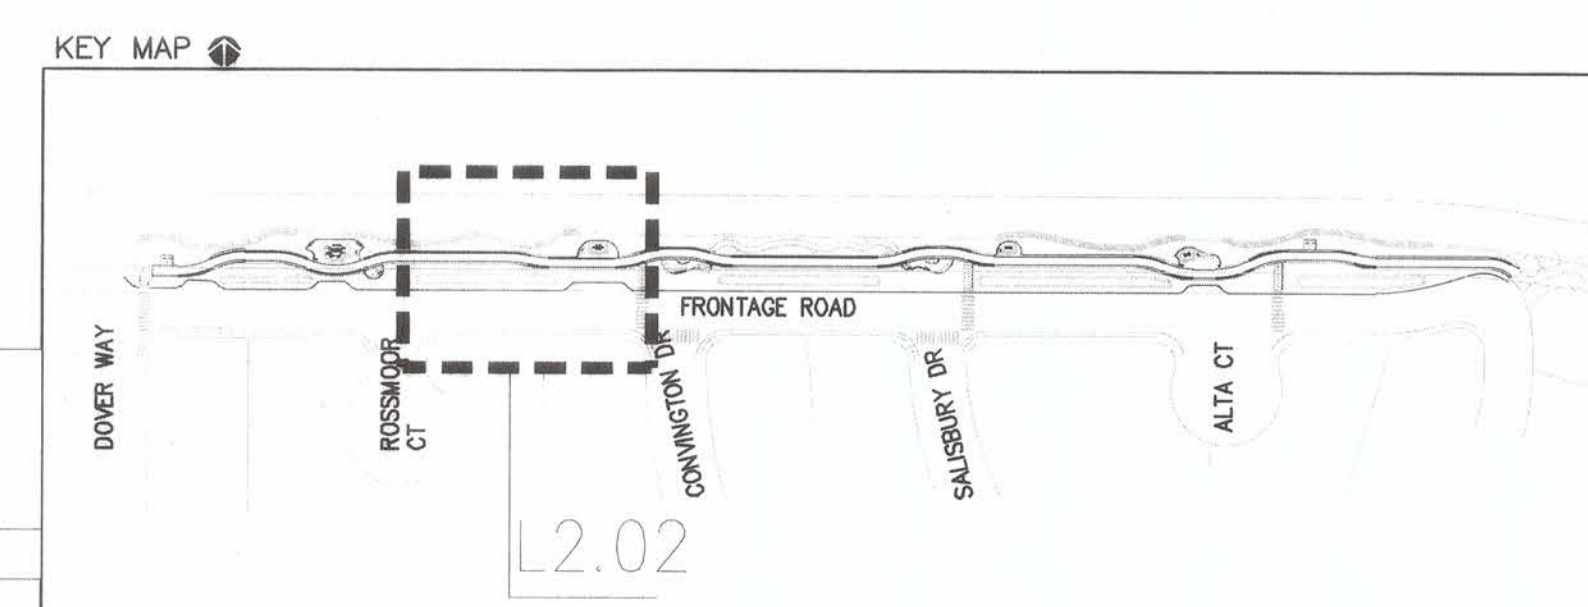 KEY MAP
FRONTAGE ROAD
DOVER WAY
ROSSMOOR
CT
CONVINGTON DR
SALISBURY DR
ALTA CT
L2.02